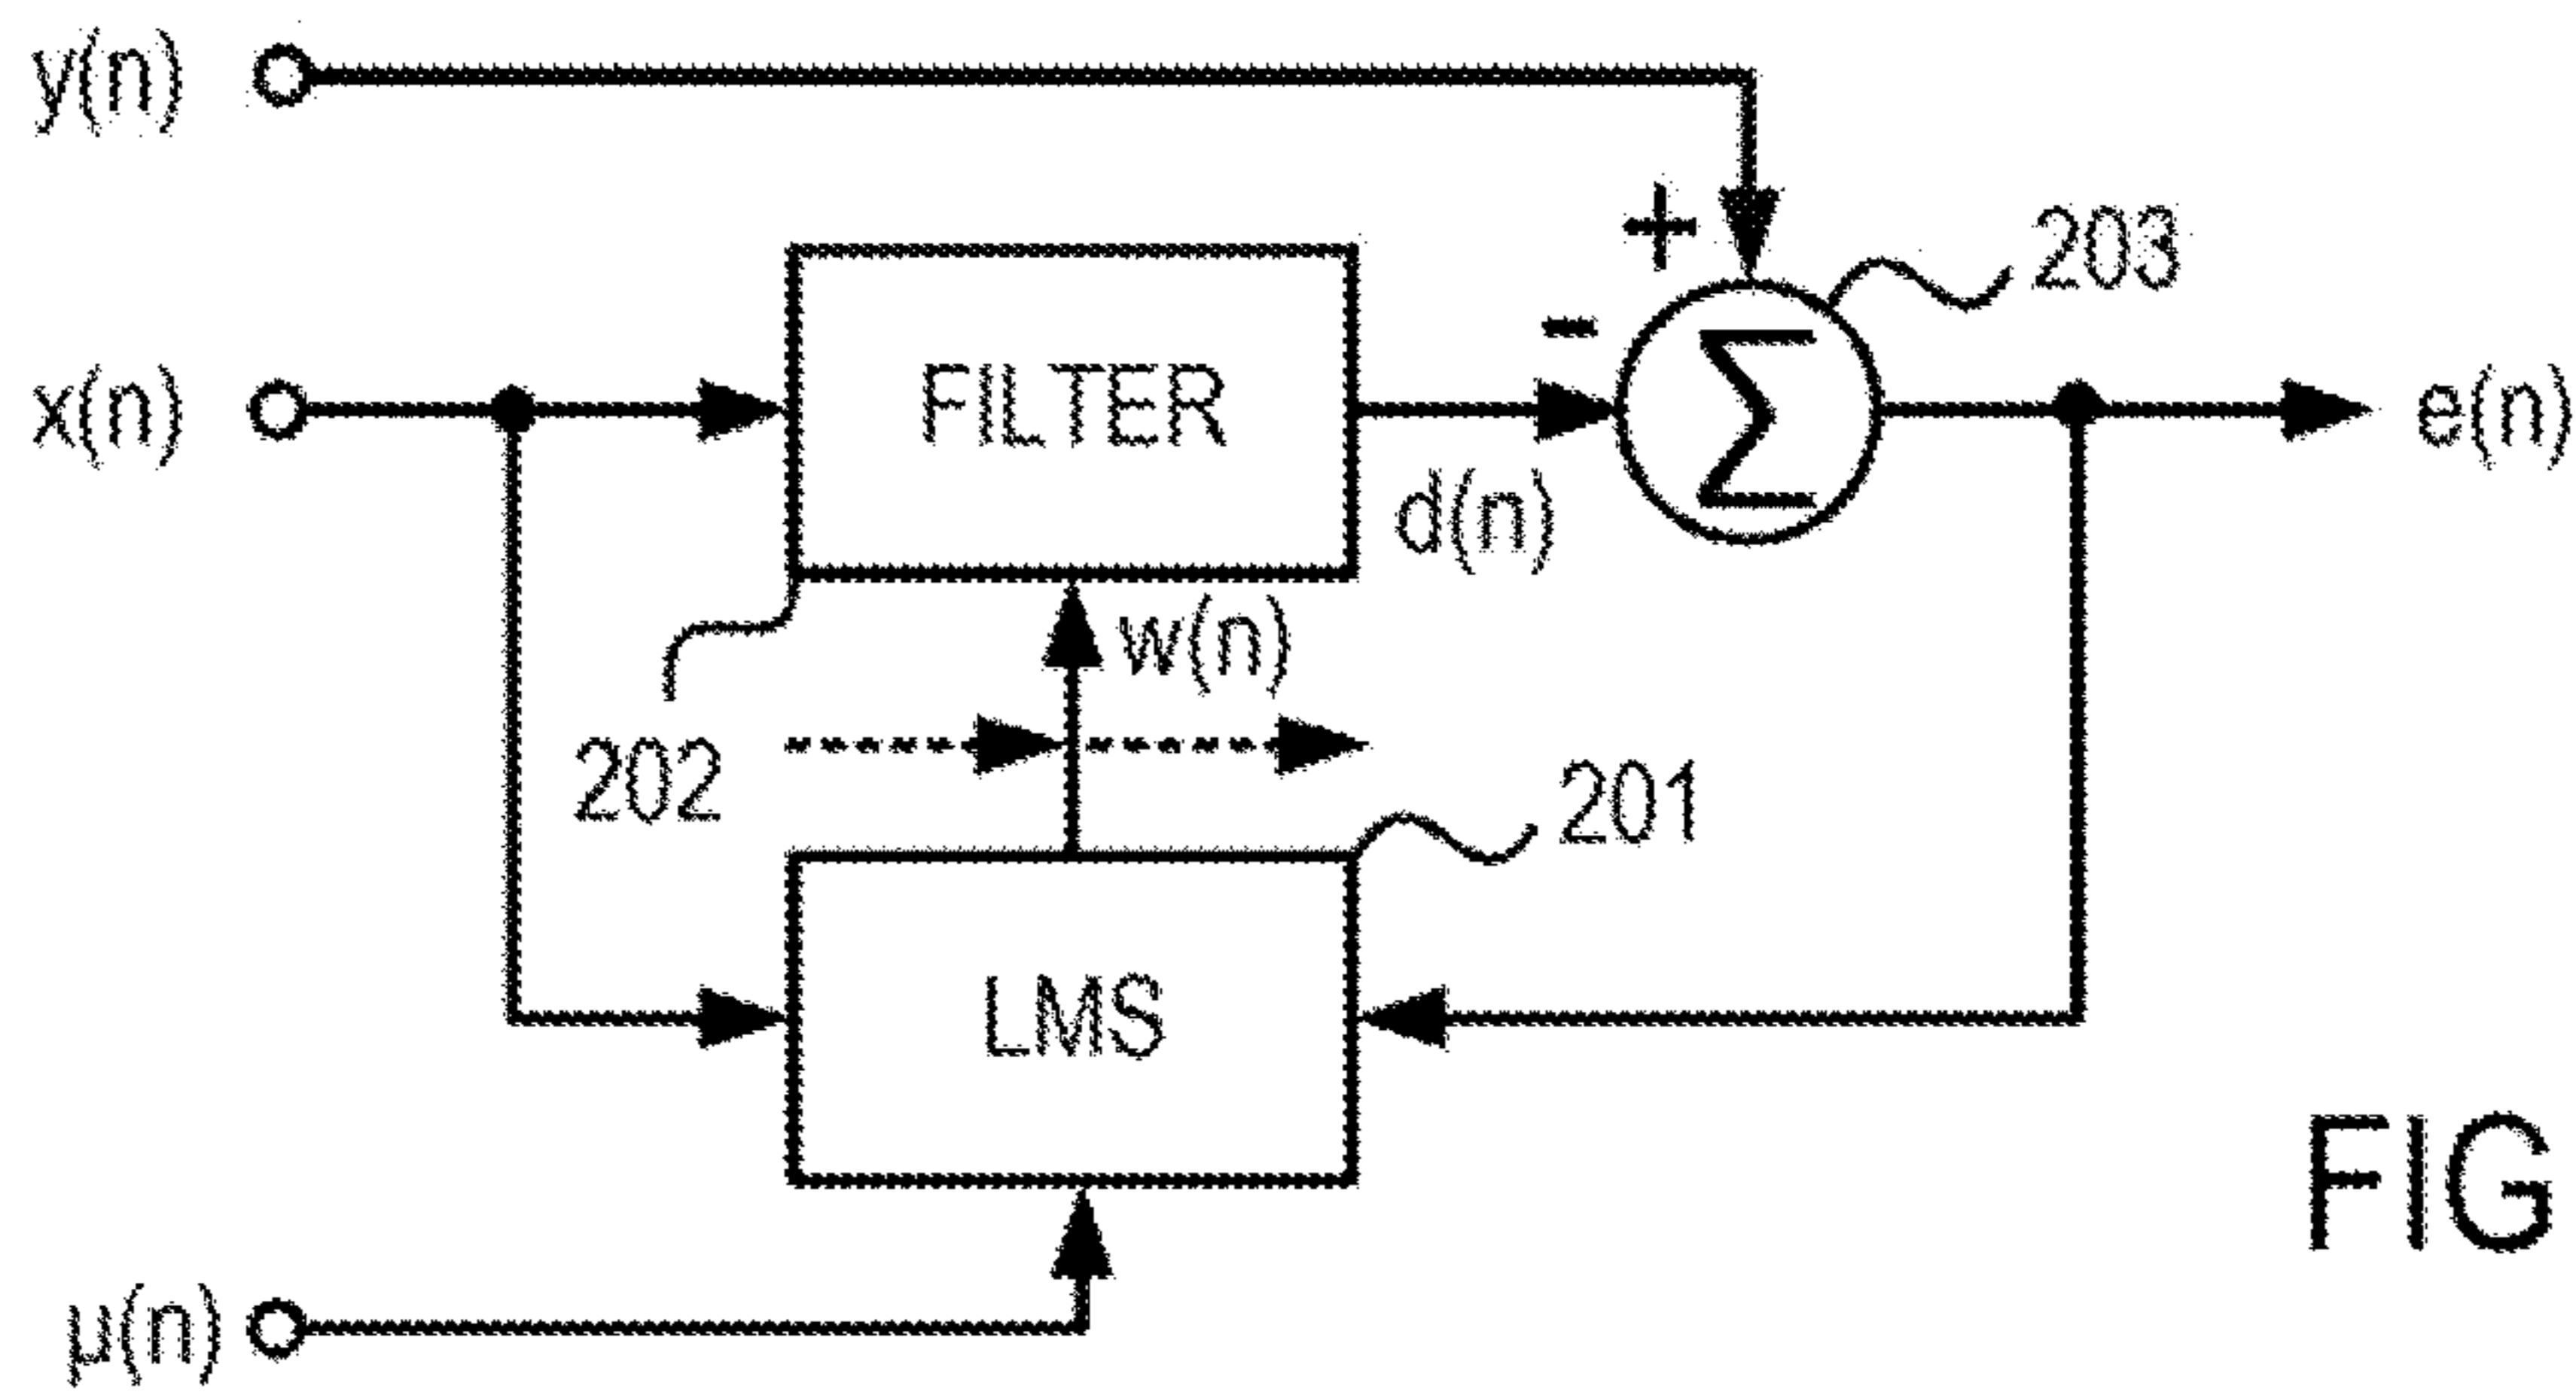 y(n)
+
203
x(n)
FILTER
-
Σ
e(n)
d(n)
w(n)
202
201
LMS
FIG
μ(n)